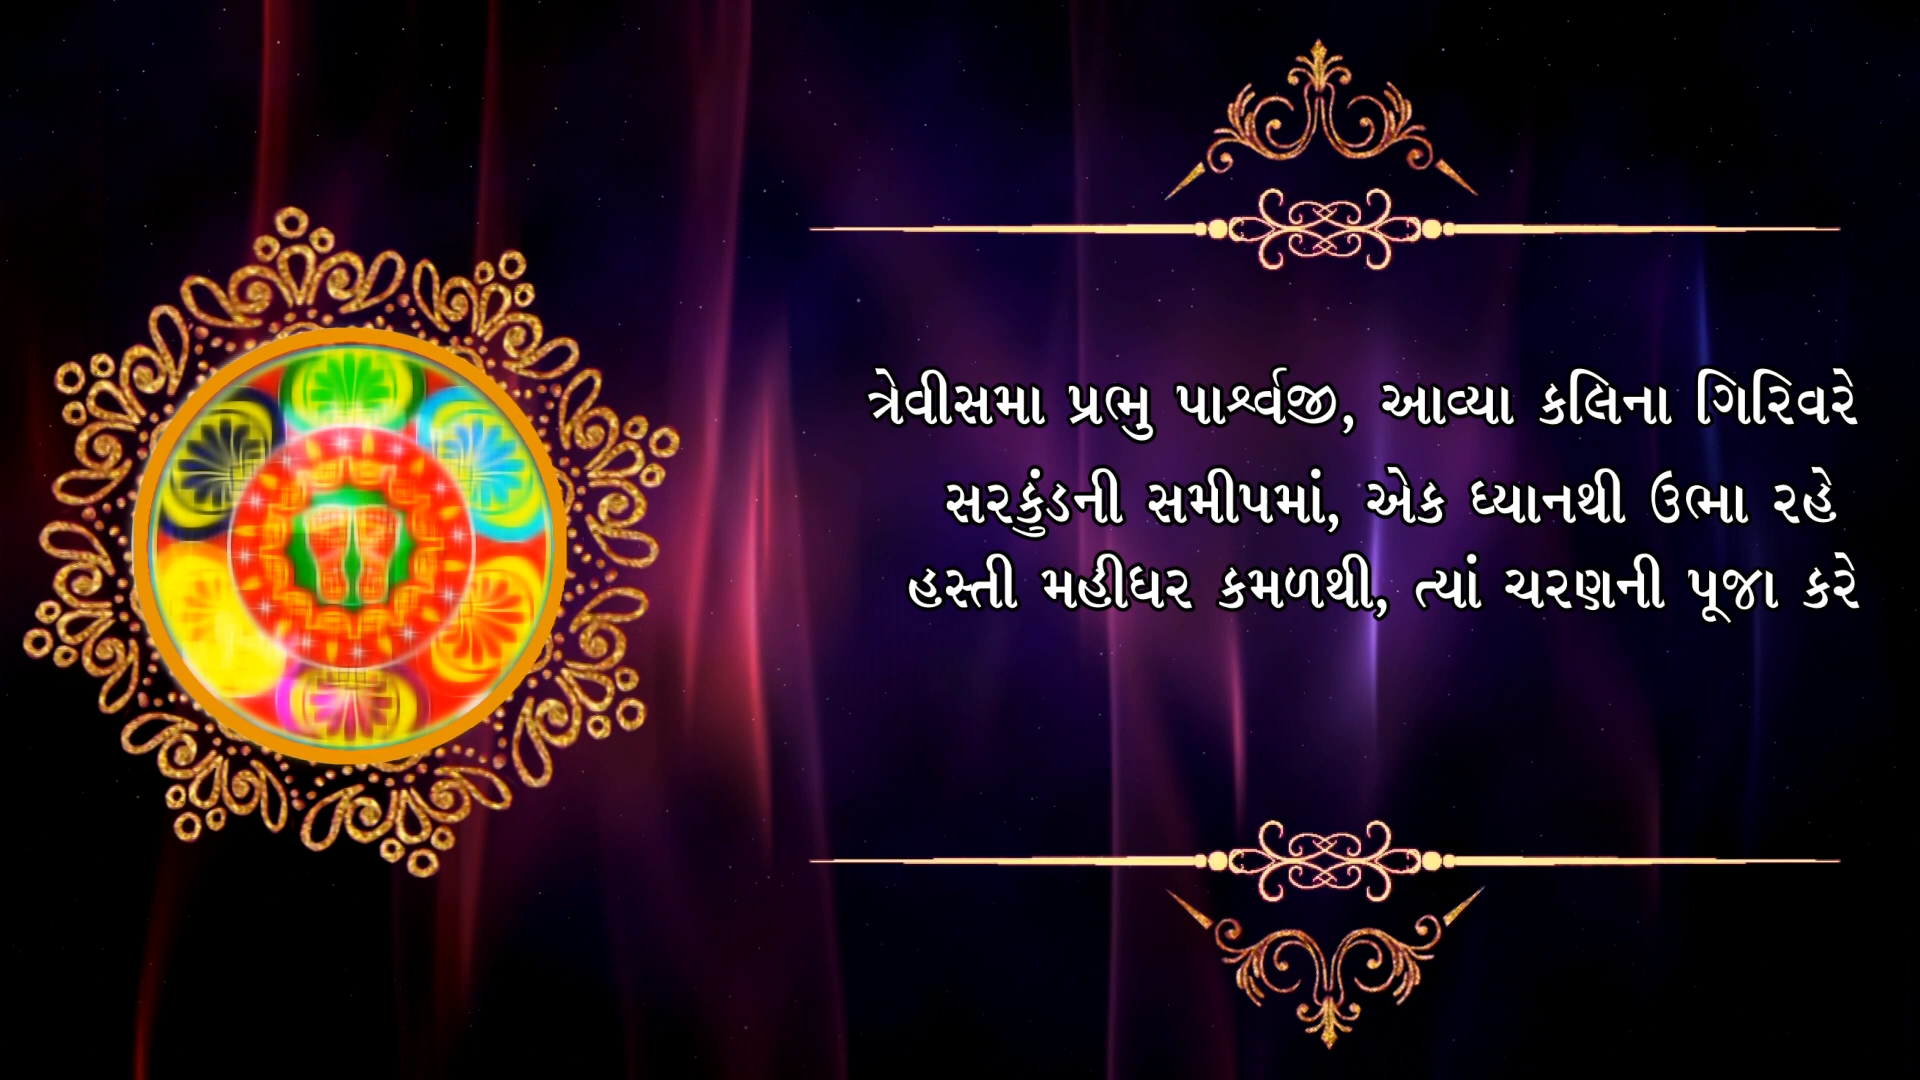 ત્રેવીસમા પ્રભુ પાર્શ્વજી, આવ્યા કલિના ગિરિવરે
સરકુંડની સમીપમાં, એક ધ્યાનથી ઉભા રહે
હસ્તી મહીધર કમળથી, ત્યાં ચરણની પૂજા કરે